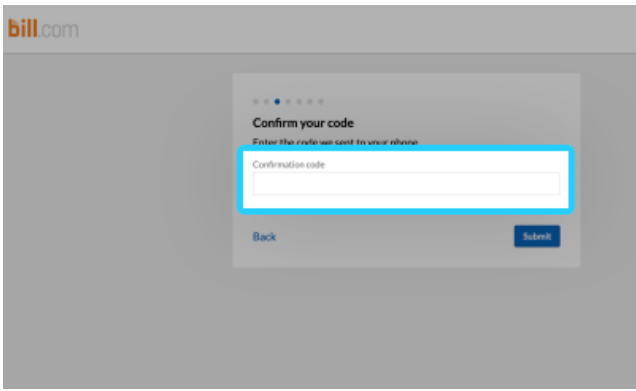 bill.com
Confirm your code
Enter the code we sent to your phone
Confirmation code
Back
Submit